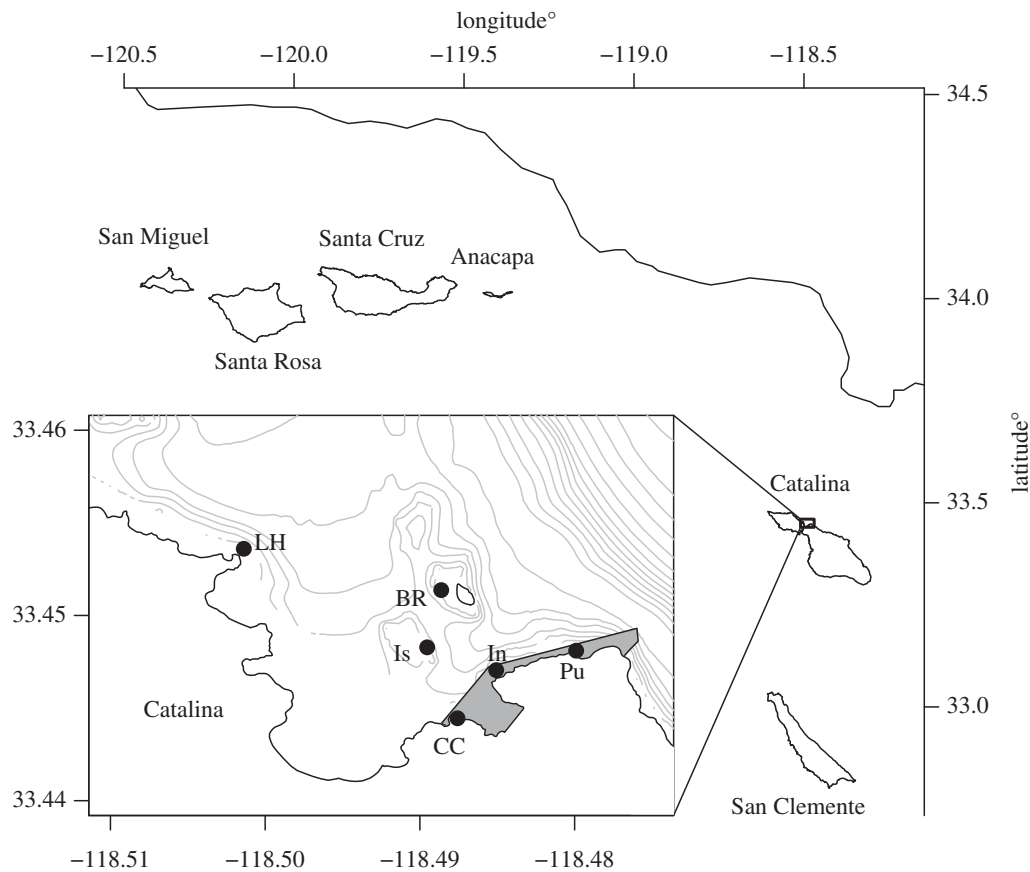 longitude°
−120.5 −120.0 −119.5 −119.0 −118.5
34.5
San Miguel
Santa Cruz
Anacapa
34.0
Santa Rosa
latitude°
33.46
Catalina
33.5
LH
BR
33.45
Is
In
Pu
Catalina
33.0
CC
33.44
San Clemente
−118.51 −118.50 −118.49 −118.48